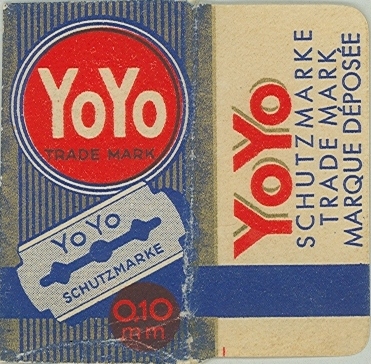 YoYo
TRADE MARK
YOYO
SCHUTZMARKE
0,10
mm
YoYo
SCHUTZMARKE
TRADE MARK
MARQUE DÉPOSÉE